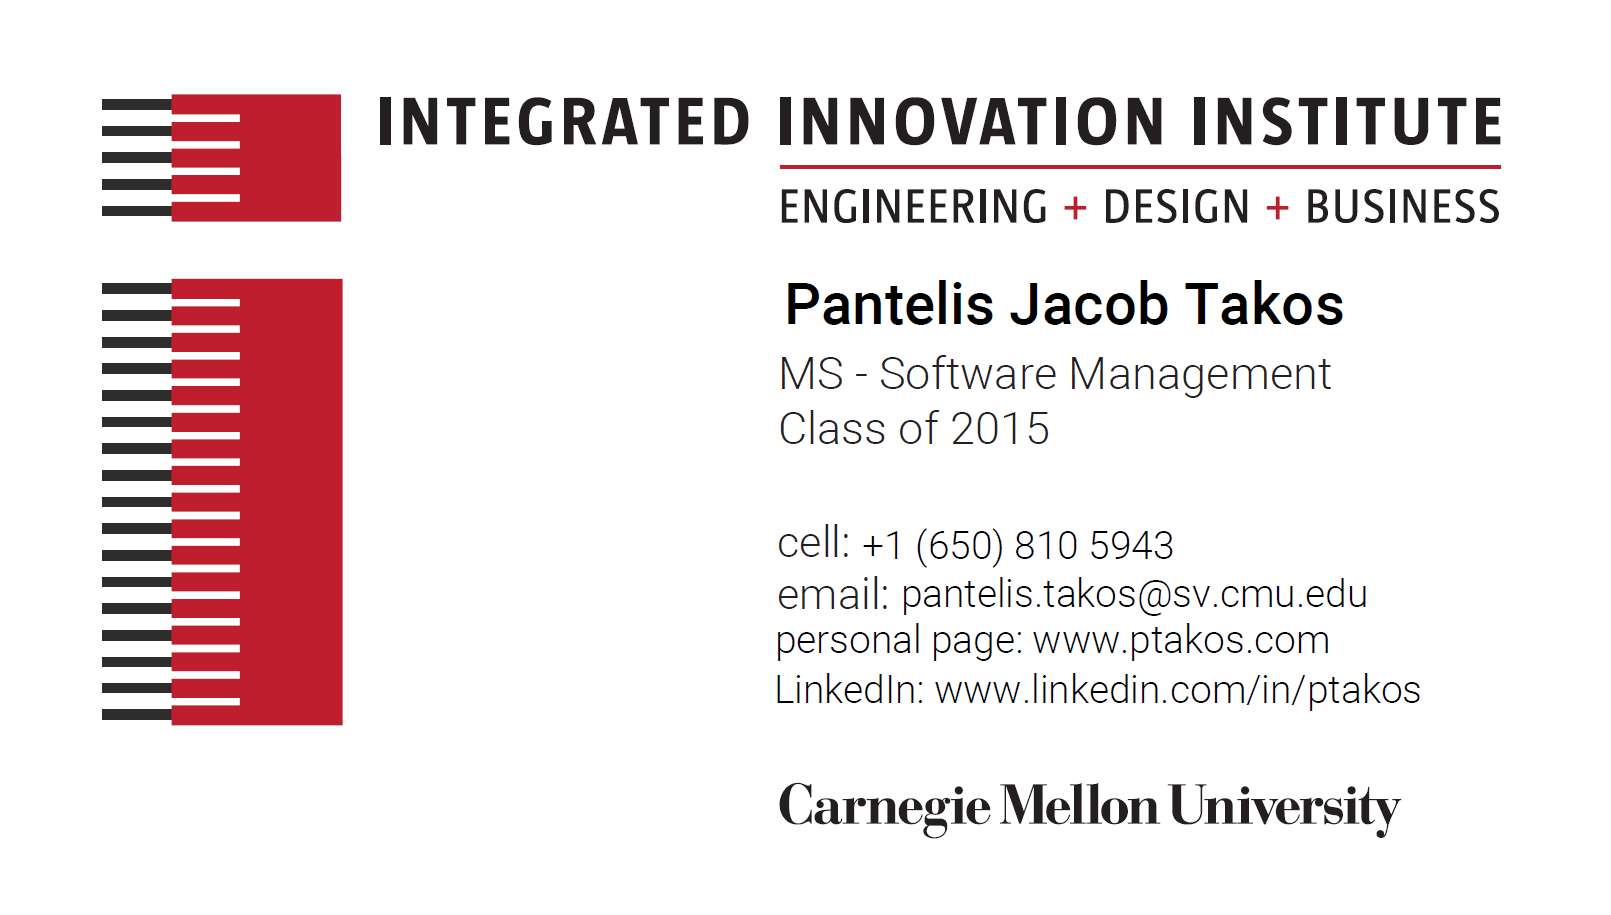 INTEGRATED INNOVATION INSTITUTE
ENGINEERING + DESIGN + BUSINESS
Pantelis Jacob Takos
MS - Software Management
Class of 2015
cell: +1 (650) 810 5943
email: pantelis.takos@sv.cmu.edu
personal page: www.ptakos.com
LinkedIn: www.linkedin.com/in/ptakos
Carnegie Mellon University